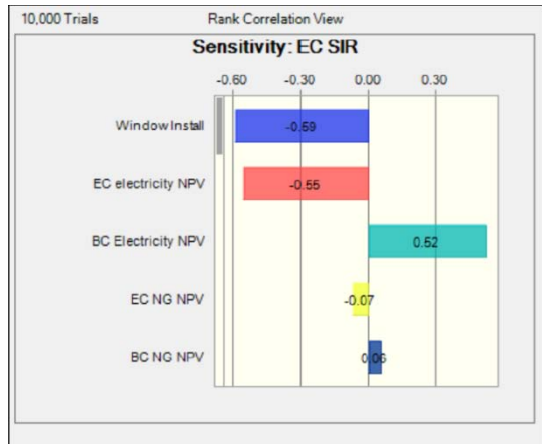 10,000 Trials Rank Correlation View
Sensitivity: EC SIR
-0.60 -0.30 0.00 0.30
Window Install -0.59
EC electricity NPV -0.55
BC Electricity NPV 0.52
EC NG NPV -0.07
BC NG NPV 0.06